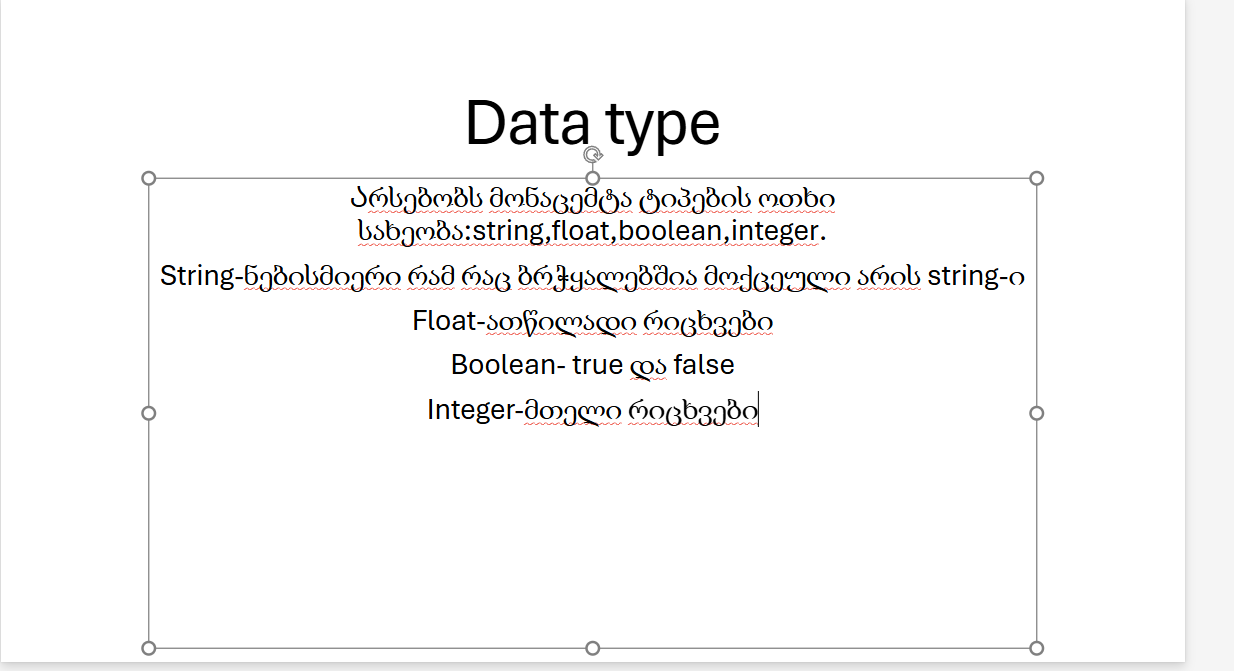 Data type
არსებობს მონაცემტა ტიპების ოთხი
სახეობა:string,float,boolean,integer.
String-ნებისმიერი რამ რაც ბრჭყალებშია მოქცეული არის string-ი
Float-ათწილადი რიცხვები
Boolean- true და false
Integer-მთელი რიცხვები